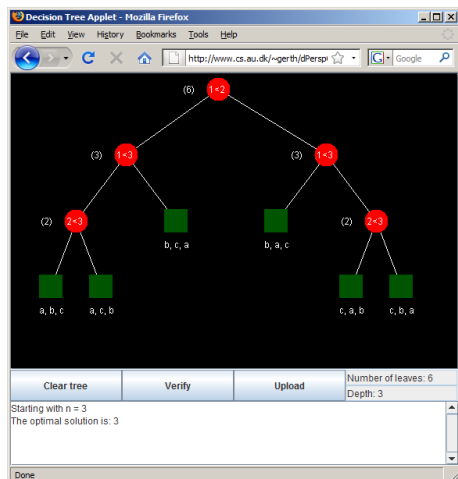 Decision Tree Applet - Mozilla Firefox
File Edit View History Bookmarks Tools Help
http://www.cs.au.dk/~gerth/dPersp G Google
(6) 1<2
(3) 1<3 (3) 1<3
(2) 2<3 (2) 2<3
b, c, a b, a, c
a, b, c a, c, b c, a, b c, b, a
Clear tree Verify Upload Number of leaves: 6
Depth: 3
Starting with n = 3
The optimal solution is: 3
Done